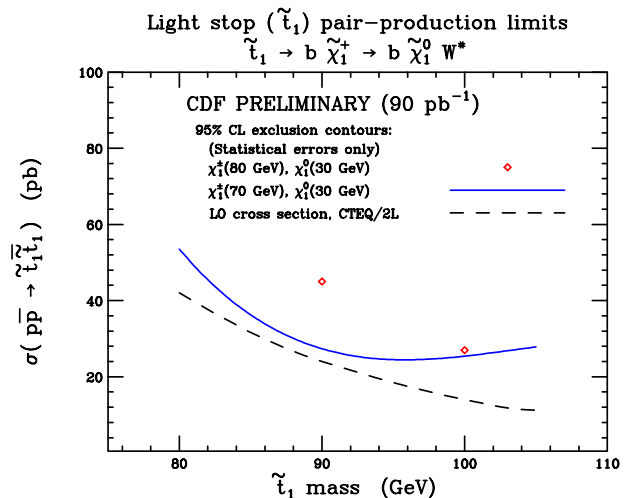 Light stop (t̃₁) pair-production limits
t̃₁ → b χ̃₁⁺ → b χ̃₁⁰ W*
CDF PRELIMINARY (90 pb⁻¹)
95% CL exclusion contours:
(Statistical errors only)
χ₁±(80 GeV), χ₁⁰(30 GeV)
χ₁±(70 GeV), χ₁⁰(30 GeV)
LO cross section, CTEQ/2L
σ(pp̅ → t̃̅₁t̃₁) (pb)
100
80
60
40
20
80
90
100
110
t̃₁ mass (GeV)